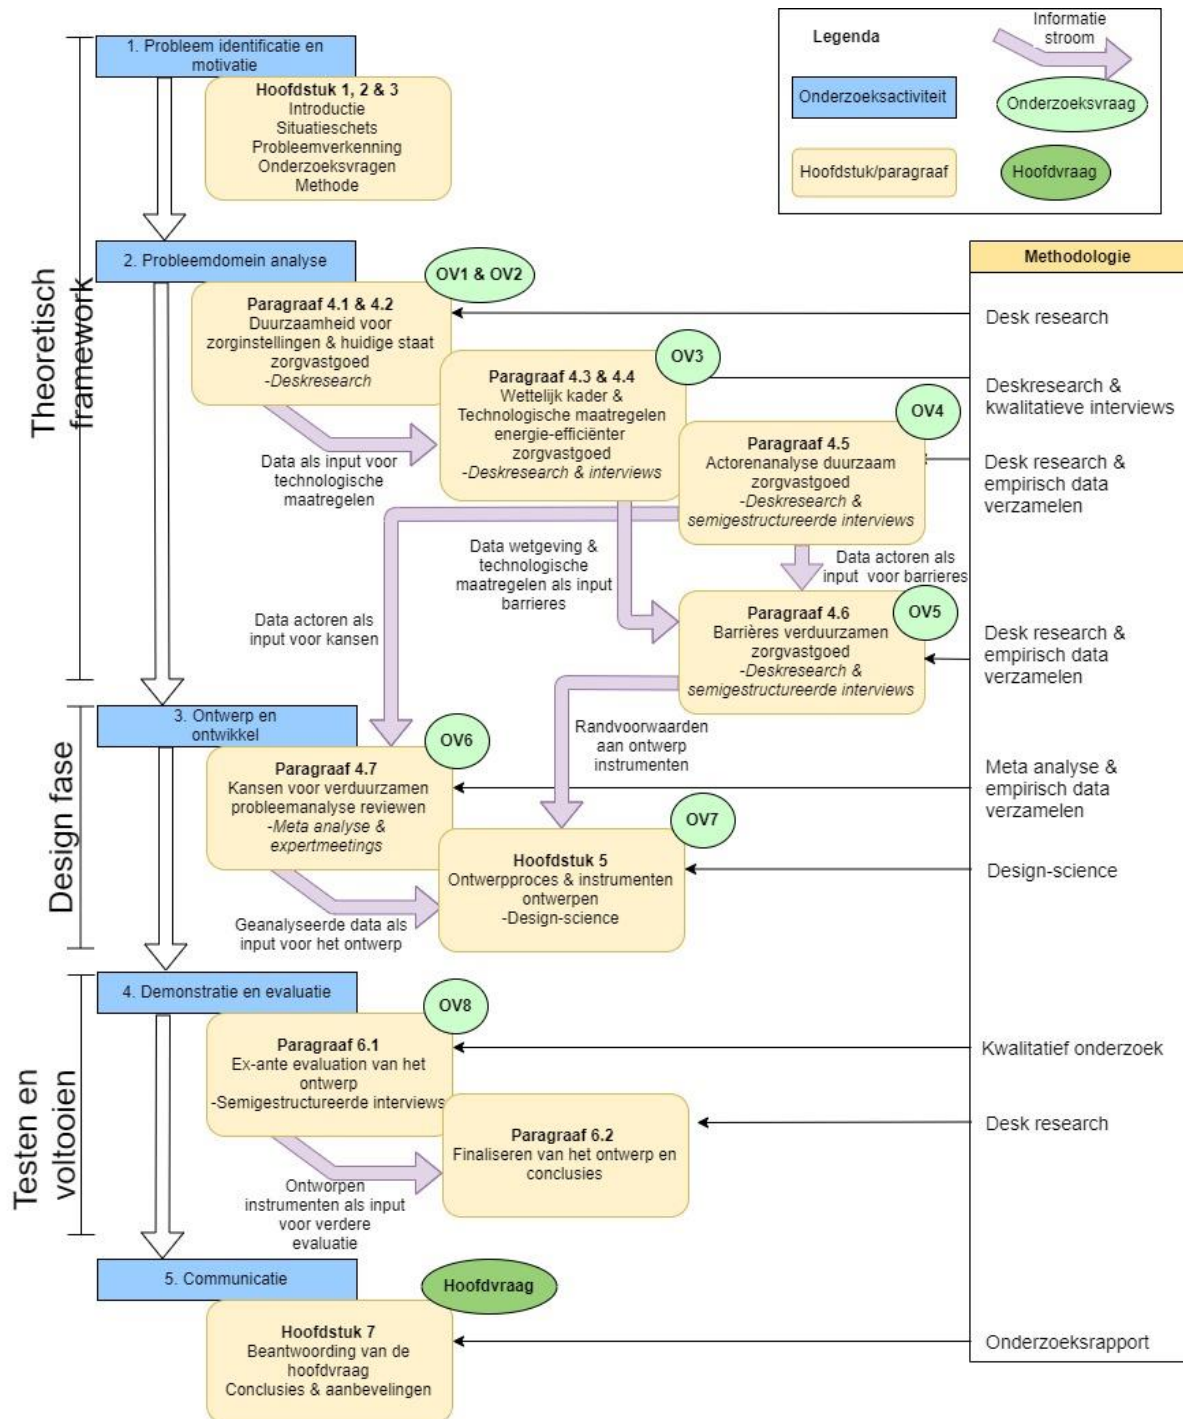 Legenda
Informatie
stroom
Onderzoeksactiviteit
Onderzoeksvraag
Hoofdstuk/paragraaf
Hoofdvraag
Theoretisch
framework
1. Probleem identificatie en
motivatie
Hoofdstuk 1, 2 & 3
Introductie
Situatieschets
Probleemverkenning
Onderzoeksvragen
Methode
2. Probleemdomein analyse
OV1 & OV2
Paragraaf 4.1 & 4.2
Duurzaamheid voor
zorginstellingen & huidige staat
zorgvastgoed
-Deskresearch
OV3
Paragraaf 4.3 & 4.4
Wettelijk kader &
Technologische maatregelen
energie-efficiënter
zorgvastgoed
-Deskresearch & interviews
OV4
Paragraaf 4.5
Actorenanalyse duurzaam
zorgvastgoed
-Deskresearch &
semigestructureerde interviews
Data als input voor
technologische
maatregelen
Data wetgeving &
technologische
maatregelen als input
barrieres
Data actoren als
input voor barrieres
Data actoren als
input voor kansen
OV5
Paragraaf 4.6
Barrières verduurzamen
zorgvastgoed
-Deskresearch &
semigestructureerde interviews
Randvoorwaarden
aan ontwerp
instrumenten
Design fase
3. Ontwerp en
ontwikkel
OV6
Paragraaf 4.7
Kansen voor verduurzamen
probleemanalyse reviewen
-Meta analyse &
expertmeetings
OV7
Hoofdstuk 5
Ontwerpproces & instrumenten
ontwerpen
-Design-science
Geanalyseerde data als
input voor het ontwerp
Testen en
voltooien
4. Demonstratie en evaluatie
OV8
Paragraaf 6.1
Ex-ante evaluation van het
ontwerp
-Semigestructureerde interviews
Paragraaf 6.2
Finaliseren van het ontwerp en
conclusies
Ontworpen
instrumenten als input
voor verdere
evaluatie
5. Communicatie
Hoofdvraag
Hoofdstuk 7
Beantwoording van de
hoofdvraag
Conclusies & aanbevelingen
Methodologie
Desk research
Deskresearch &
kwalitatieve interviews
Desk research &
empirisch data
verzamelen
Desk research &
empirisch data
verzamelen
Meta analyse &
empirisch data
verzamelen
Design-science
Kwalitatief onderzoek
Desk research
Onderzoeksrapport